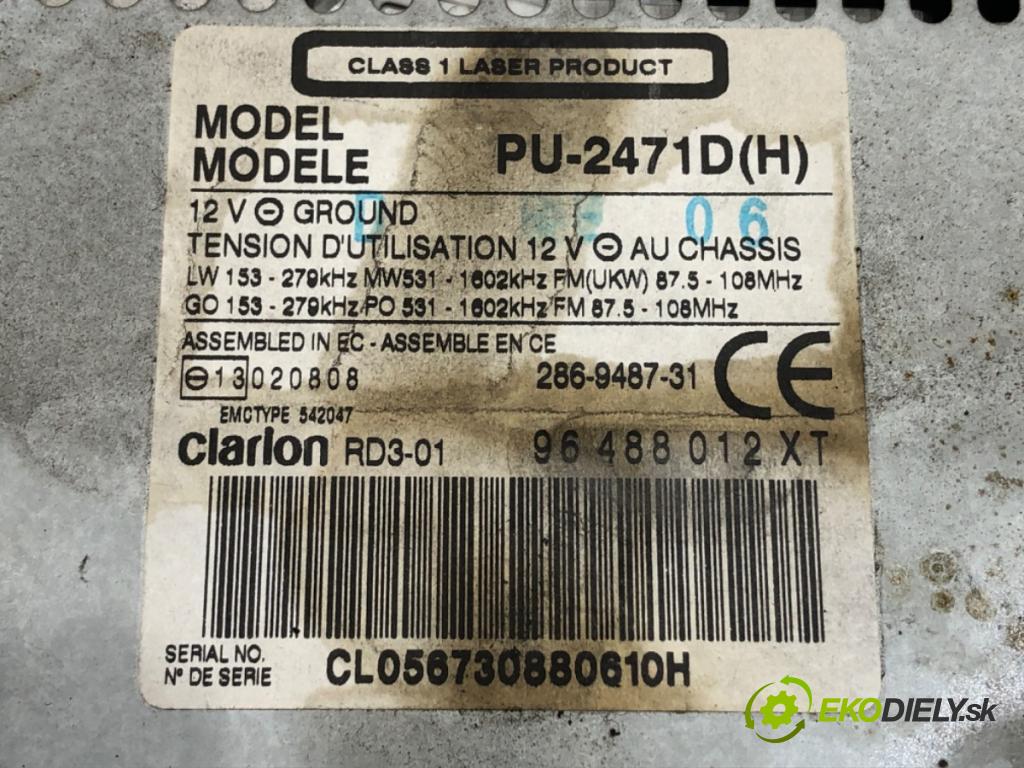 CLASS 1 LASER PRODUCT
MODEL
MODELE PU-2471D(H)
12 V ⊖ GROUND
06
TENSION D'UTILISATION 12 V ⊖ AU CHASSIS
LW 153 - 279kHz MW531 - 1602kHz FM(UKW) 87.5 - 108MHz
GO 153 - 279kHz PO 531 - 1602kHz FM 87.5 - 108MHz
ASSEMBLED IN EC - ASSEMBLE EN CE
⊖13 020808 286-9487-31 CE
EMCTYPE 542047
clarion RD3-01 96 488 012 XT
SERIAL NO.
N° DE SERIE CL056730880610H
EKODIELY.sk